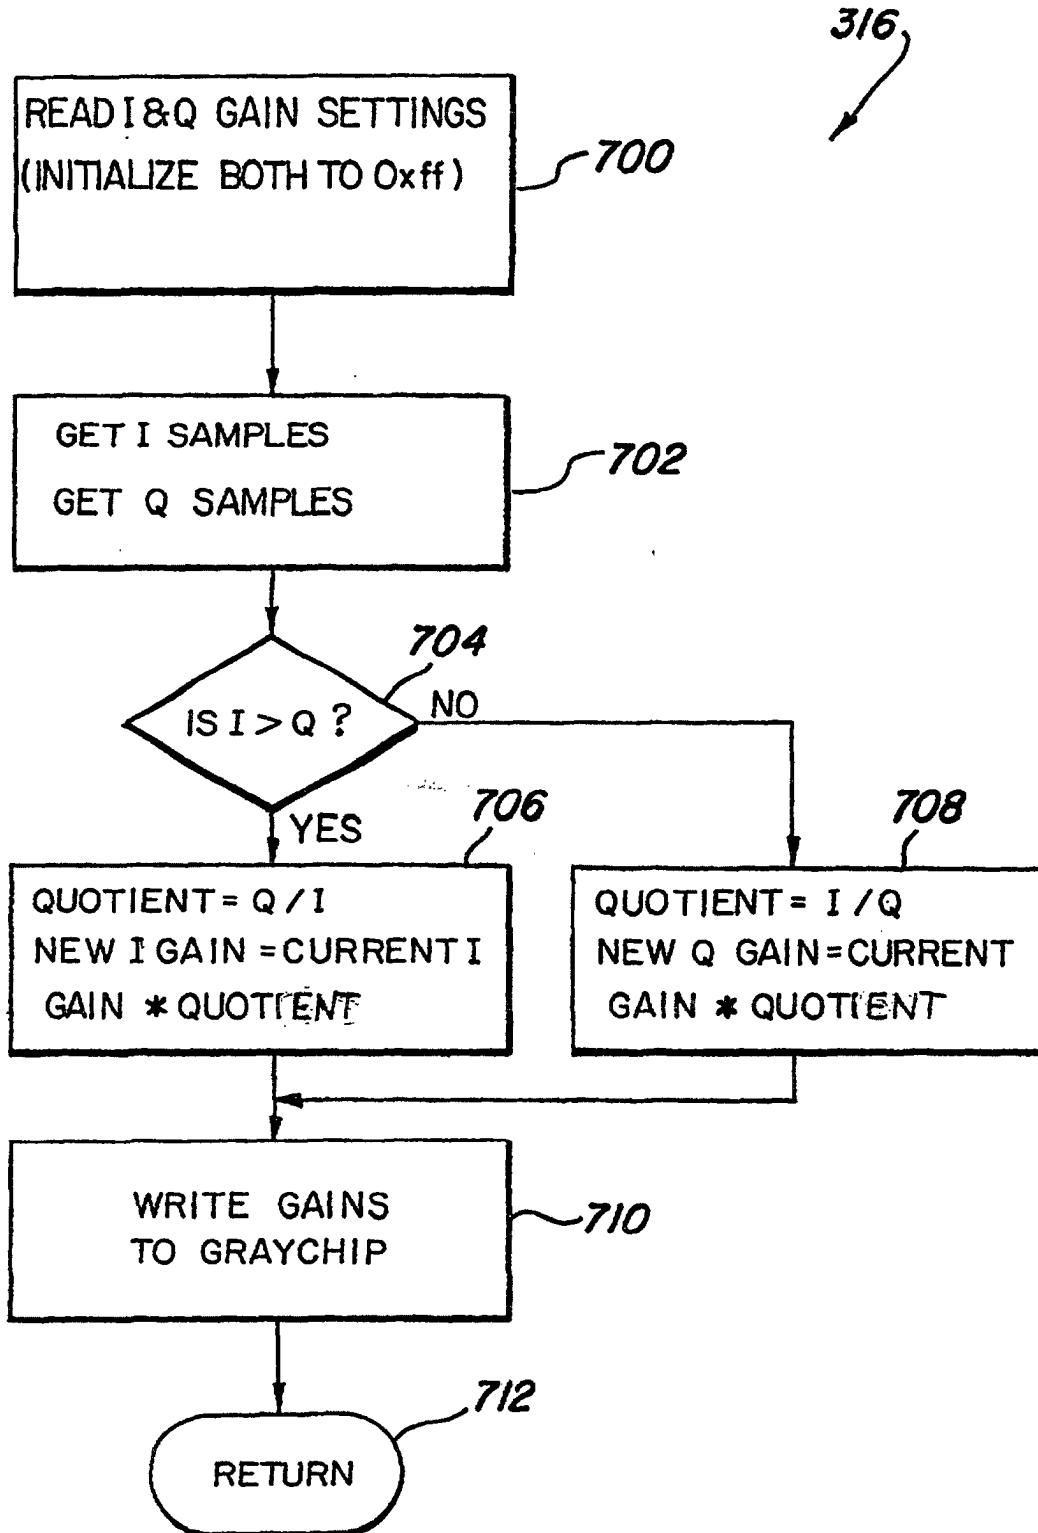 316
READ I & Q GAIN SETTINGS
(INITIALIZE BOTH TO 0xff)
700
GET I SAMPLES
GET Q SAMPLES
702
704
IS I > Q ?
NO
YES
706
QUOTIENT = Q / I
NEW I GAIN = CURRENT I
GAIN * QUOTIENT
708
QUOTIENT = I / Q
NEW Q GAIN = CURRENT
GAIN * QUOTIENT
WRITE GAINS
TO GRAYCHIP
710
712
RETURN